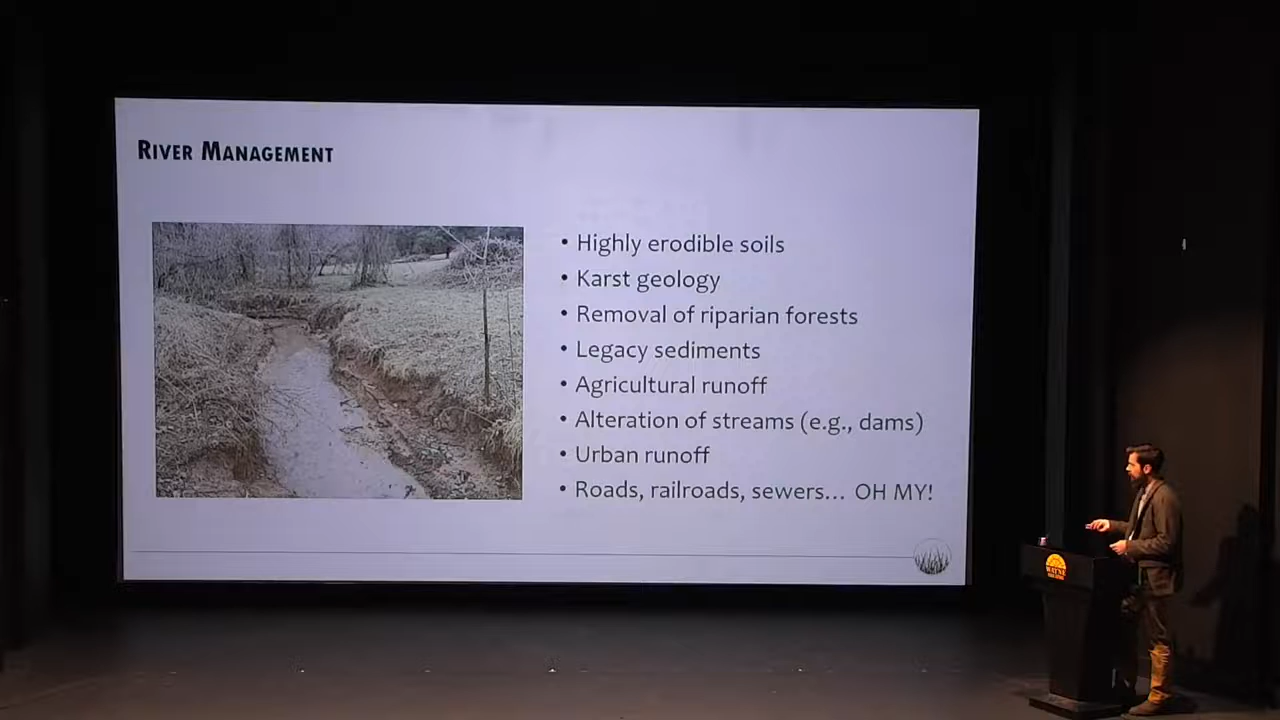 RIVER MANAGEMENT
• Highly erodible soils
• Karst geology
• Removal of riparian forests
• Legacy sediments
• Agricultural runoff
• Alteration of streams (e.g., dams)
• Urban runoff
• Roads, railroads, sewers... OH MY!
WAYNE